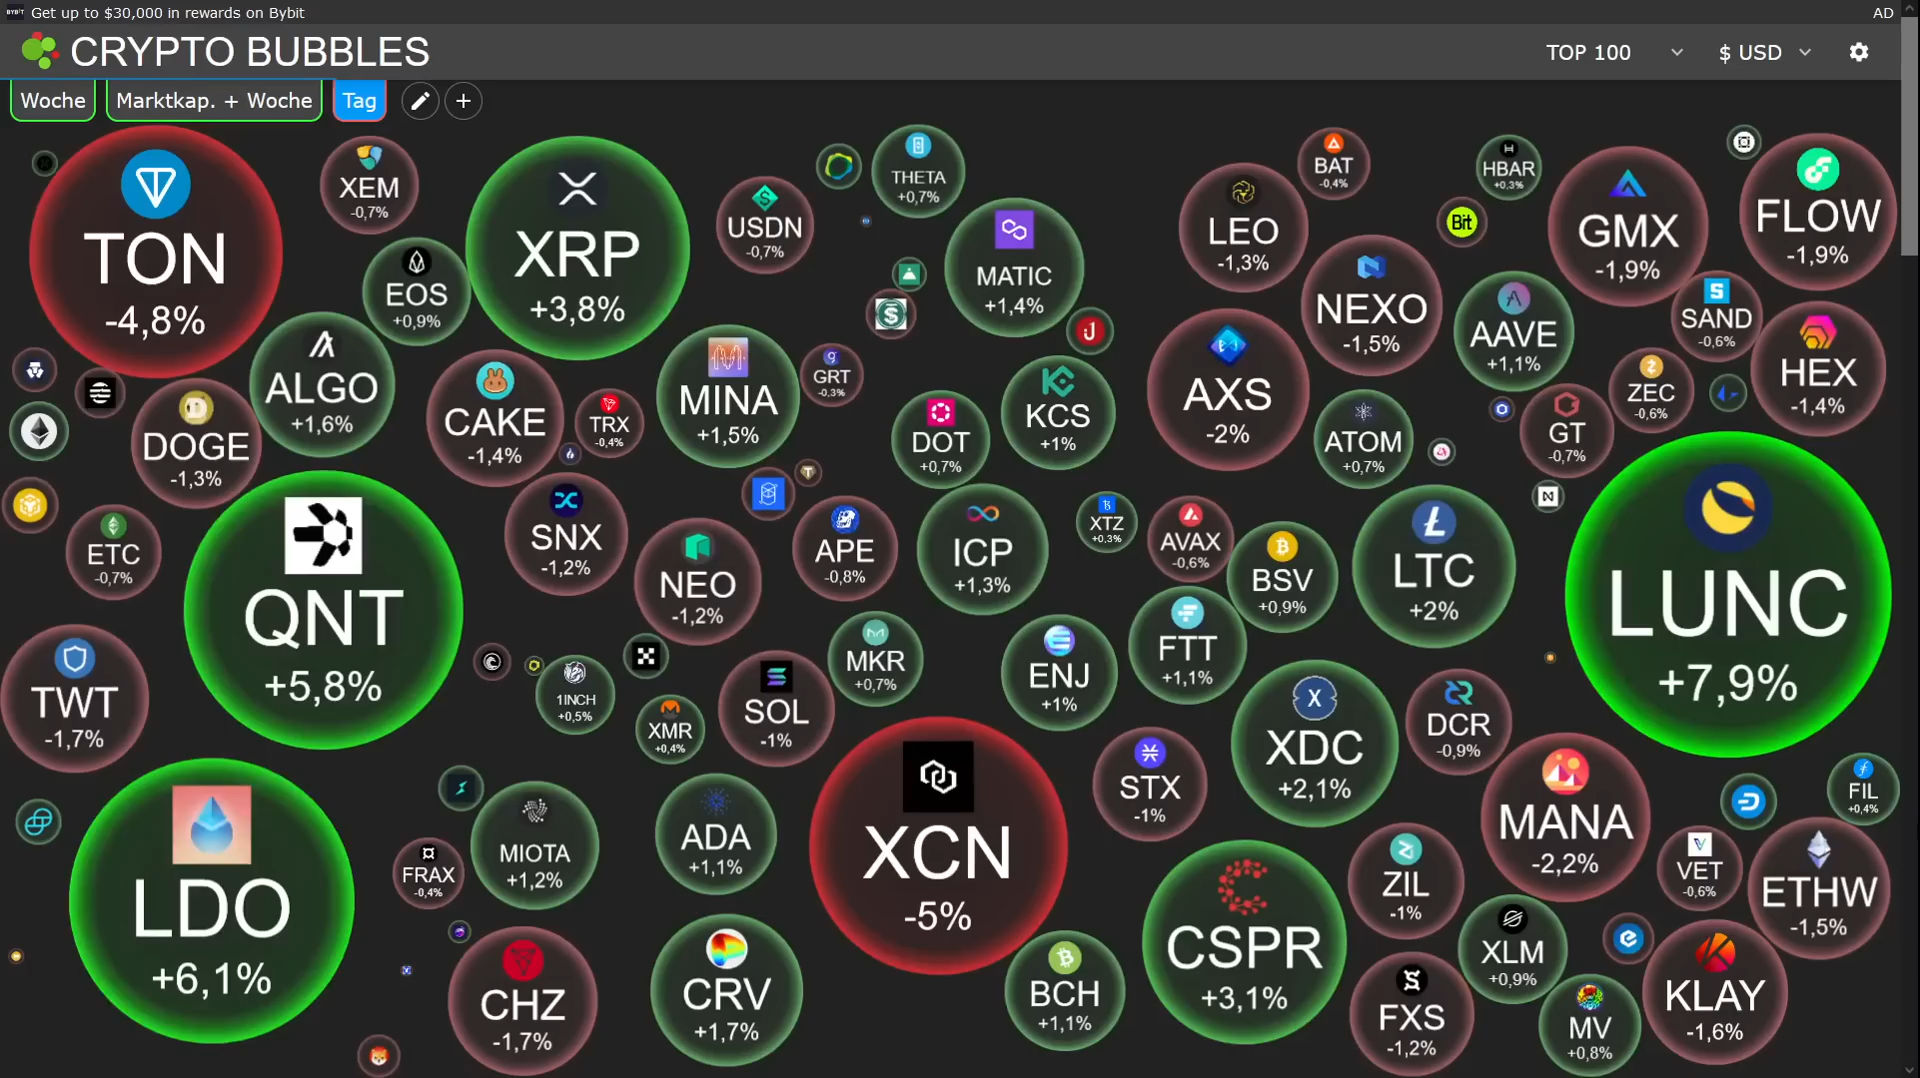 Get up to $30,000 in rewards on Bybit
AD
CRYPTO BUBBLES
TOP 100
$ USD
Woche
Marktkap. + Woche
Tag
TON
-4,8%
XEM
-0,7%
EOS
+0,9%
XRP
+3,8%
USDN
-0,7%
THETA
+0,7%
MATIC
+1,4%
LEO
-1,3%
BAT
-0,4%
Bit
HBAR
+0,3%
GMX
-1,9%
FLOW
-1,9%
NEXO
-1,5%
AAVE
+1,1%
SAND
-0,6%
HEX
-1,4%
ALGO
+1,6%
DOGE
-1,3%
CAKE
-1,4%
TRX
-0,4%
MINA
+1,5%
GRT
-0,3%
DOT
+0,7%
KCS
+1%
AXS
-2%
ATOM
+0,7%
GT
-0,7%
ZEC
-0,6%
ETC
-0,7%
QNT
+5,8%
SNX
-1,2%
NEO
-1,2%
APE
-0,8%
ICP
+1,3%
XTZ
+0,3%
AVAX
-0,6%
BSV
+0,9%
LTC
+2%
LUNC
+7,9%
TWT
-1,7%
1INCH
+0,5%
XMR
+0,4%
SOL
-1%
MKR
+0,7%
ENJ
+1%
FTT
+1,1%
XDC
+2,1%
DCR
-0,9%
STX
-1%
MANA
-2,2%
FIL
+0,4%
LDO
+6,1%
FRAX
-0,4%
MIOTA
+1,2%
ADA
+1,1%
XCN
-5%
CSPR
+3,1%
ZIL
-1%
VET
-0,6%
ETHW
-1,5%
CHZ
-1,7%
CRV
+1,7%
BCH
+1,1%
FXS
-1,2%
XLM
+0,9%
MV
+0,8%
KLAY
-1,6%